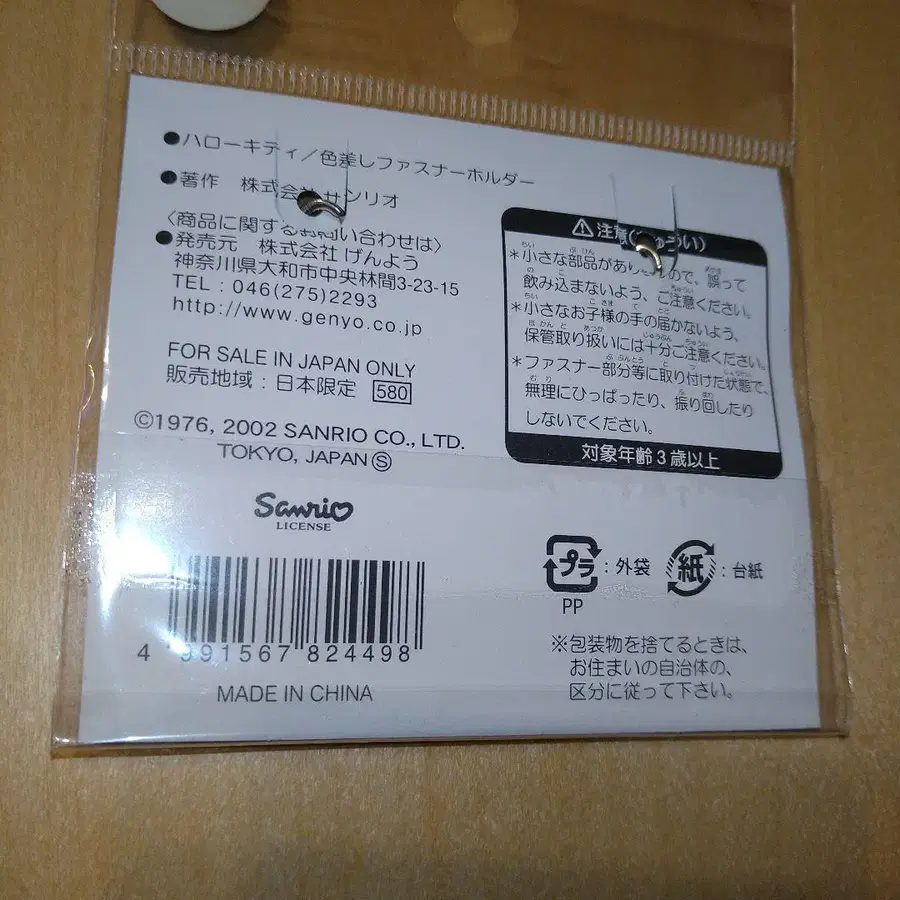 ●ハローキティ／色差しファスナーホルダー
●著作 株式会社サンリオ
〈商品に関するお問い合わせは〉
●発売元 株式会社 げんよう
神奈川県大和市中央林間3-23-15
TEL : 046(275)2293
http://www.genyo.co.jp
FOR SALE IN JAPAN ONLY
販売地域 : 日本限定 580
©1976, 2002 SANRIO CO., LTD.
TOKYO, JAPAN Ⓢ
Sanrio
LICENSE
4 991567 824498
MADE IN CHINA
⚠注意(ちゅうい)
*小さな部品がありますので、誤って
飲み込まないよう、ご注意ください。
*小さなお子様の手の届かないよう、
保管取り扱いには十分ご注意ください。
*ファスナー部分等に取り付けた状態で、
無理にひっぱったり、振り回したり
しないでください。
対象年齢3歳以上
プラ : 外袋
PP
紙 : 台紙
※包装物を捨てるときは、
お住まいの自治体の、
区分に従って下さい。